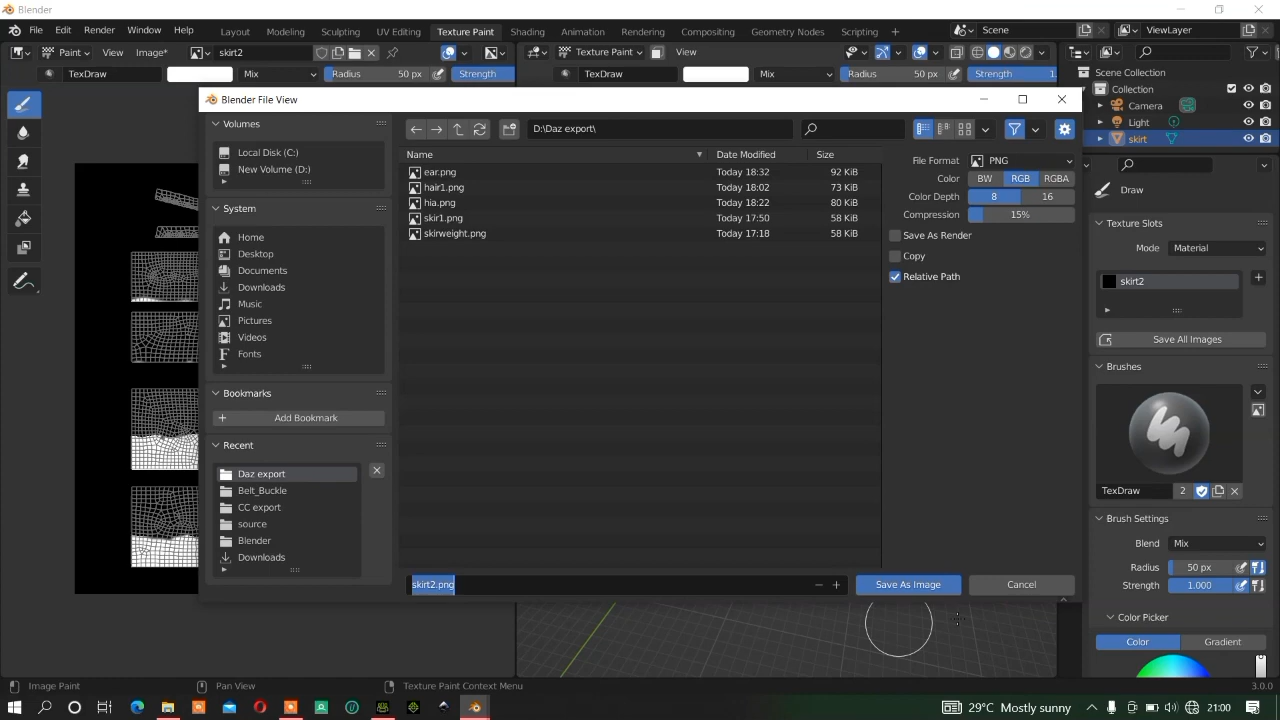 Blender
File Edit Render Window Help Layout Modeling Sculpting UV Editing Texture Paint Shading Animation Rendering Compositing Geometry Nodes Scripting + Scene ViewLayer
Paint View Image* skirt2 Texture Paint View
TexDraw Mix Radius 50 px Strength TexDraw Mix Radius 50 px Strength 1.
Scene Collection
Collection
Camera
Light
skirt
Blender File View
Volumes
Local Disk (C:)
New Volume (D:)
System
Home
Desktop
Documents
Downloads
Music
Pictures
Videos
Fonts
Bookmarks
Add Bookmark
Recent
Daz export
Belt_Buckle
CC export
source
Blender
Downloads
D:\Daz export\
Name Date Modified Size
ear.png Today 18:32 92 KiB
hair1.png Today 18:02 73 KiB
hia.png Today 18:22 80 KiB
skir1.png Today 17:50 58 KiB
skirweight.png Today 17:18 58 KiB
File Format PNG
Color BW RGB RGBA
Color Depth 8 16
Compression 15%
Save As Render
Copy
Relative Path
skirt2.png
Save As Image Cancel
Draw
Texture Slots
Mode Material
skirt2
Save All Images
Brushes
TexDraw 2
Brush Settings
Blend Mix
Radius 50 px
Strength 1.000
Color Picker
Color Gradient
Image Paint Pan View Texture Paint Context Menu 3.0.0
29°C Mostly sunny 21:00